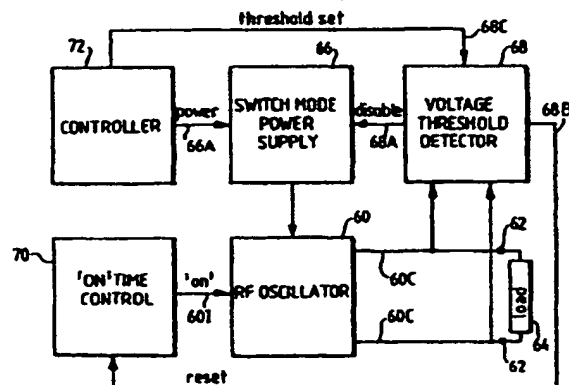 threshold set
68C
72
66
68
CONTROLLER
power
66A
SWITCH MODE
POWER
SUPPLY
disable
68A
VOLTAGE
THRESHOLD
DETECTOR
68B
60
62
70
'ON' TIME
CONTROL
'on'
60I
RF OSCILLATOR
60C
load
60C
64
62
reset